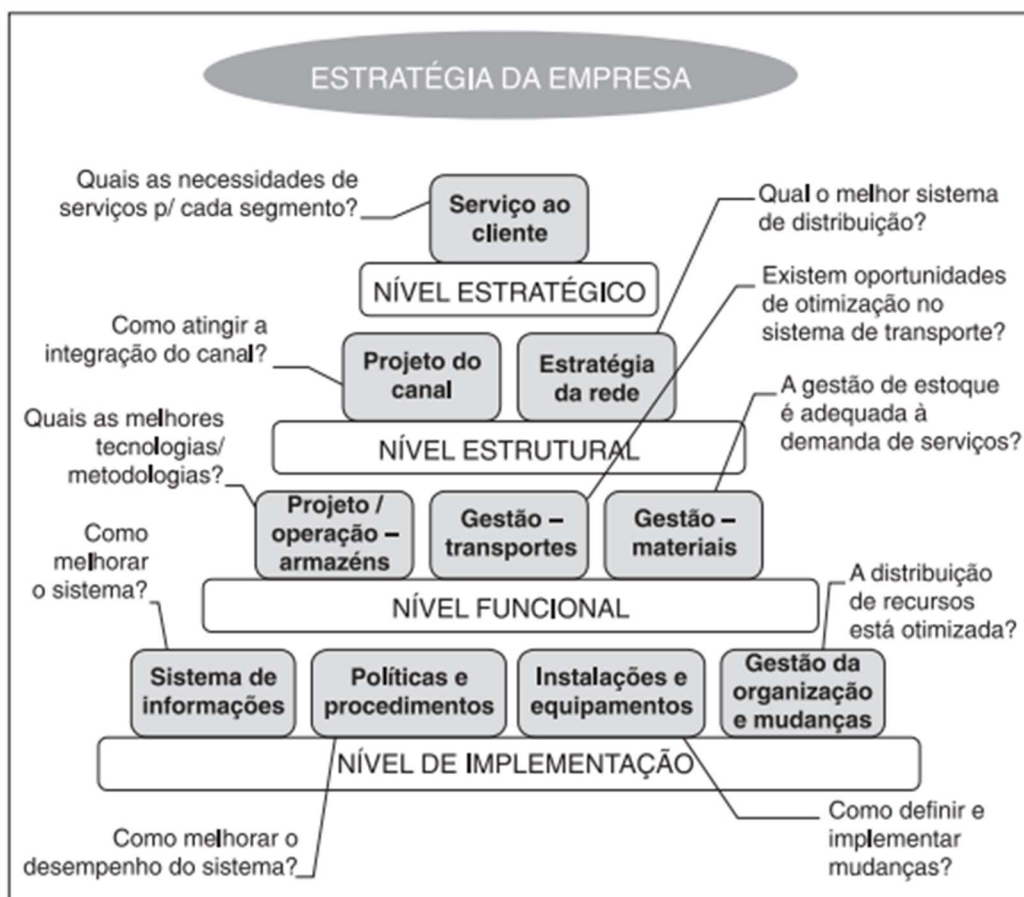 ESTRATÉGIA DA EMPRESA
Quais as necessidades de
serviços p/ cada segmento?
Serviço ao
cliente
Qual o melhor sistema
de distribuição?
NÍVEL ESTRATÉGICO
Existem oportunidades
de otimização no
sistema de transporte?
Como atingir a
integração do canal?
Projeto do
canal
Estratégia
da rede
A gestão de estoque
é adequada à
demanda de serviços?
NÍVEL ESTRUTURAL
Quais as melhores
tecnologias/
metodologias?
Projeto /
operação –
armazéns
Gestão –
transportes
Gestão –
materiais
Como
melhorar
o sistema?
NÍVEL FUNCIONAL
A distribuição
de recursos
está otimizada?
Sistema de
informações
Políticas e
procedimentos
Instalações e
equipamentos
Gestão da
organização
e mudanças
NÍVEL DE IMPLEMENTAÇÃO
Como melhorar o
desempenho do sistema?
Como definir e
implementar
mudanças?